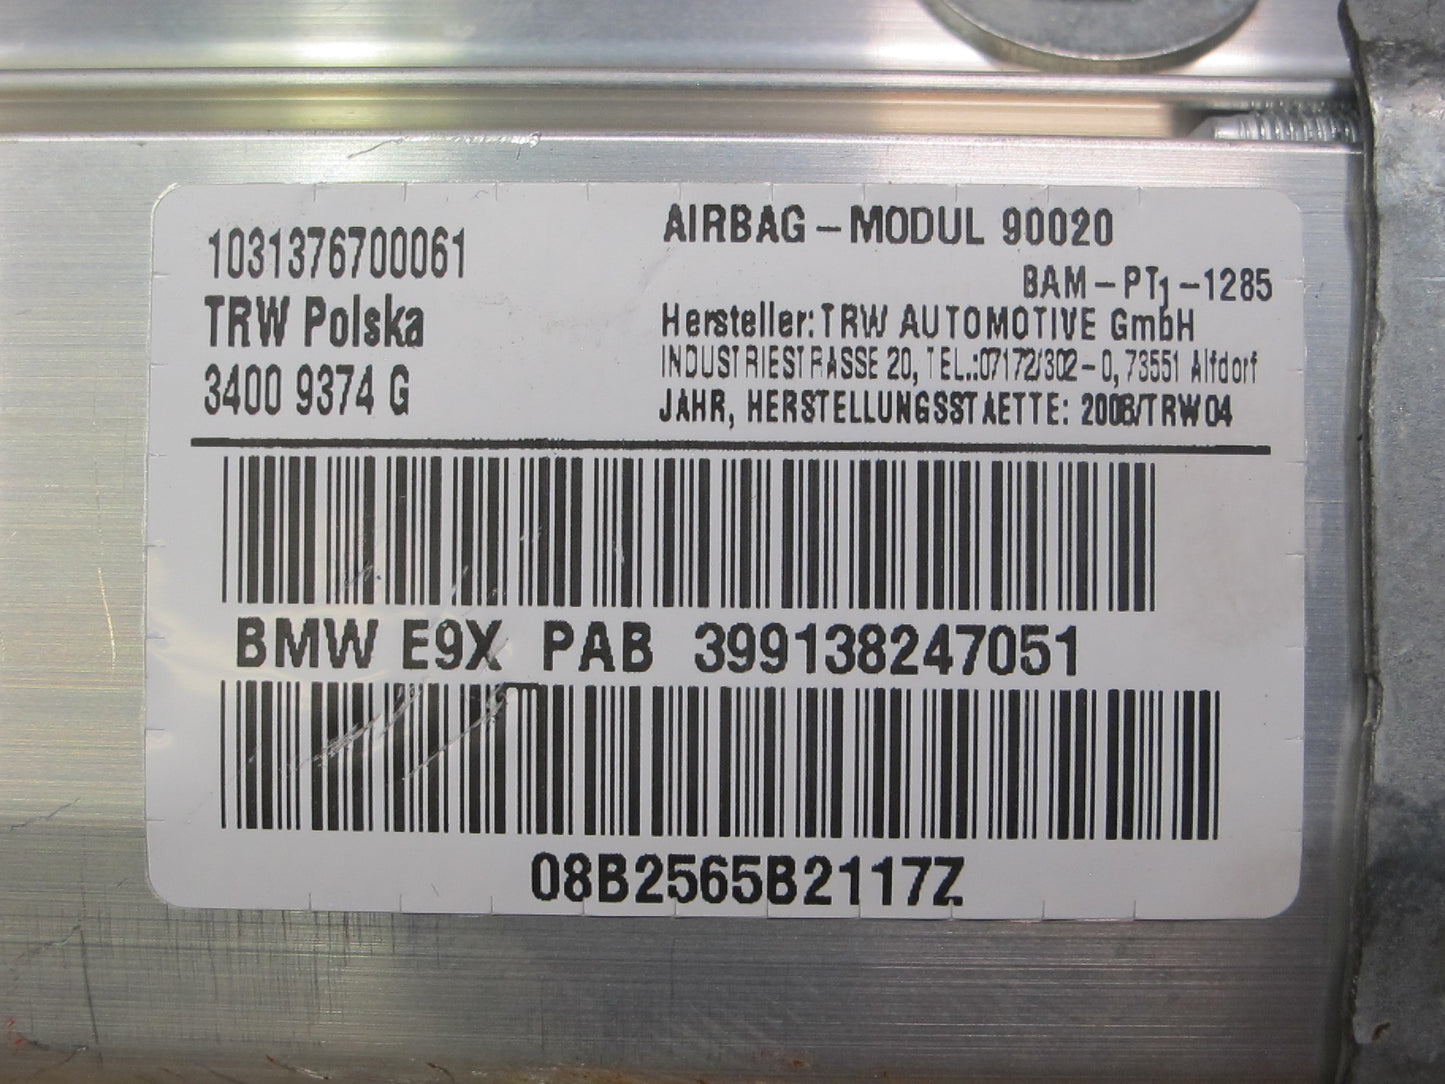 1031376700061
TRW Polska
3400 9374 G
AIRBAG-MODUL 90020
BAM-PT1-1285
Hersteller: TRW AUTOMOTIVE GmbH
INDUSTRIESTRASSE 20, TEL.:07172/302-0, 73551 Alfdorf
JAHR, HERSTELLUNGSSTAETTE: 2008/TRW04
BMW E9X PAB 399138247051
08B2565B2117Z